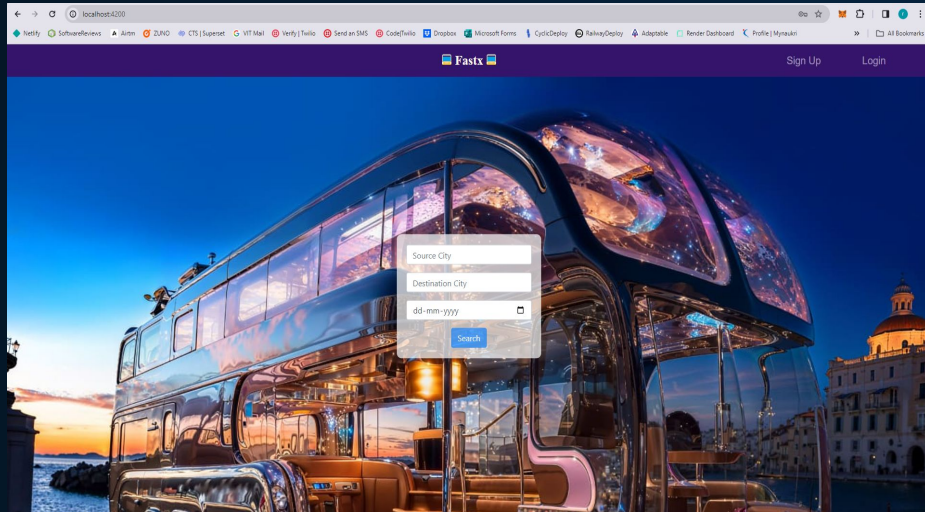 localhost:4200
Netlify SoftwareReviews Airtm ZUNO CTS | Superset VIT Mail Verify | Twilio Send an SMS Code|Twilio Dropbox Microsoft Forms CyclicDeploy RailwayDeploy Adaptable Render Dashboard Profile | Mynaukri » All Bookmarks
Fastx Sign Up Login
Source City
Destination City
dd-mm-yyyy
Search